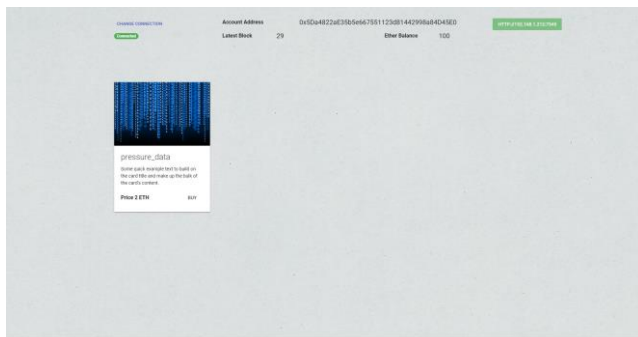 CHANGE CONNECTION
Account Address 0x5Da4822aE35b5e667551123d81442998a84D45E0
Connected
Latest Block 29 Ether Balance 100
pressure_data
Some quick example text to build on
the card title and make up the bulk of
the card's content.
Price 2 ETH BUY